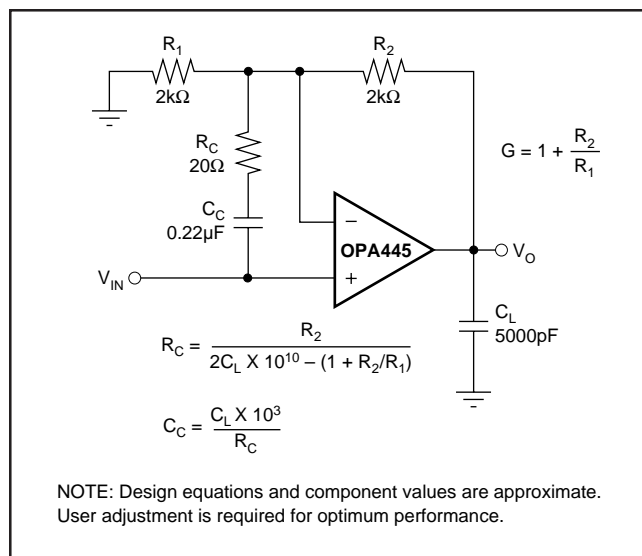 R1
2kΩ
R2
2kΩ
RC
20Ω
G = 1 + R2
R1
CC
0.22µF
–
OPA445
VO
VIN
+
CL
5000pF
RC = R2
2CL X 10^10 – (1 + R2/R1)
CC = CL X 10^3
RC
NOTE: Design equations and component values are approximate.
User adjustment is required for optimum performance.